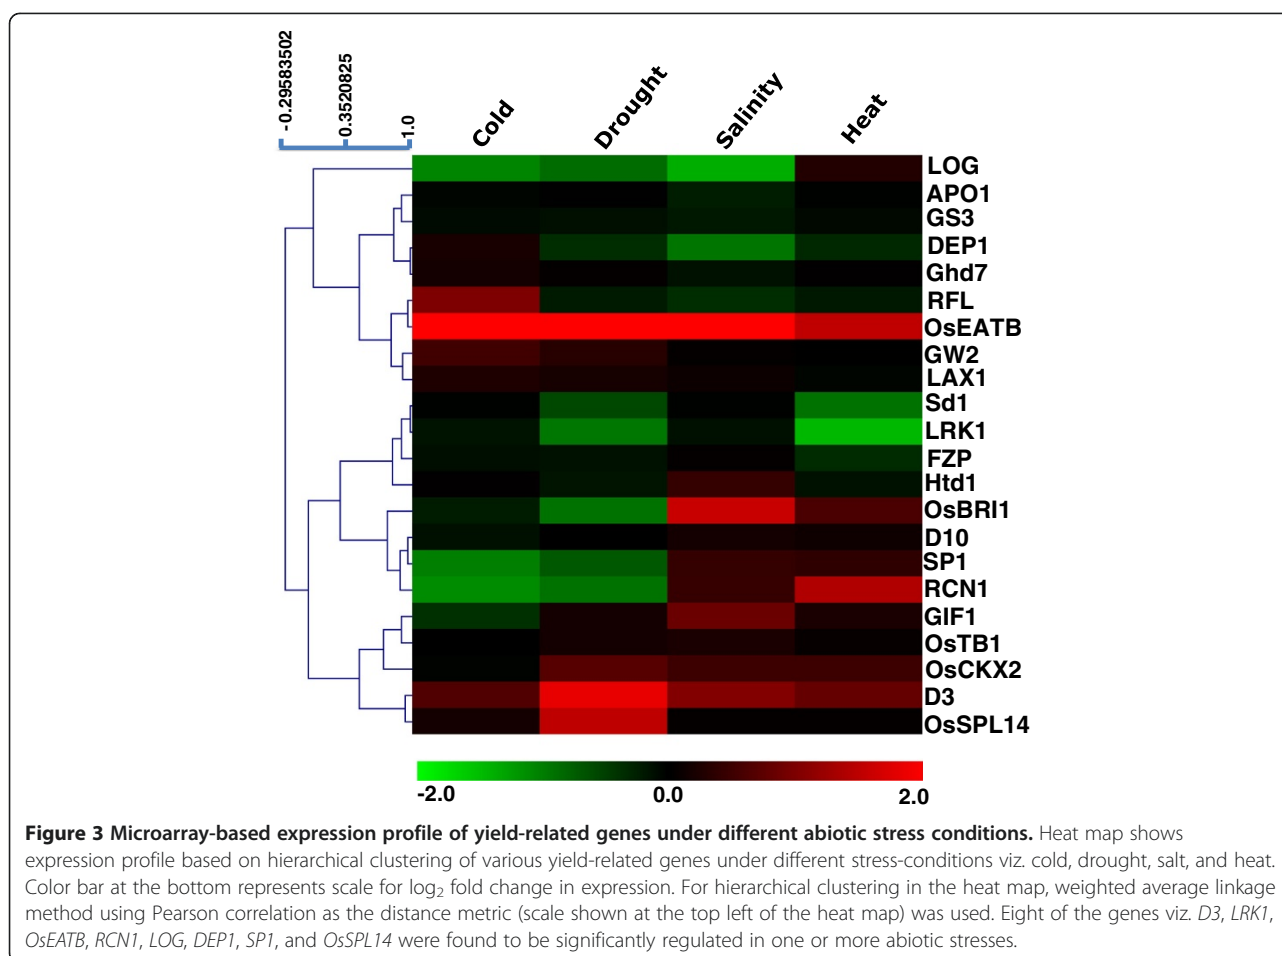 -0.29583502
0.3520825
1.0
Cold
Drought
Salinity
Heat
LOG
APO1
GS3
DEP1
Ghd7
RFL
OsEATB
GW2
LAX1
Sd1
LRK1
FZP
Htd1
OsBRI1
D10
SP1
RCN1
GIF1
OsTB1
OsCKX2
D3
OsSPL14
-2.0 0.0 2.0
Figure 3 Microarray-based expression profile of yield-related genes under different abiotic stress conditions. Heat map shows
expression profile based on hierarchical clustering of various yield-related genes under different stress-conditions viz. cold, drought, salt, and heat.
Color bar at the bottom represents scale for log₂ fold change in expression. For hierarchical clustering in the heat map, weighted average linkage
method using Pearson correlation as the distance metric (scale shown at the top left of the heat map) was used. Eight of the genes viz. D3, LRK1,
OsEATB, RCN1, LOG, DEP1, SP1, and OsSPL14 were found to be significantly regulated in one or more abiotic stresses.